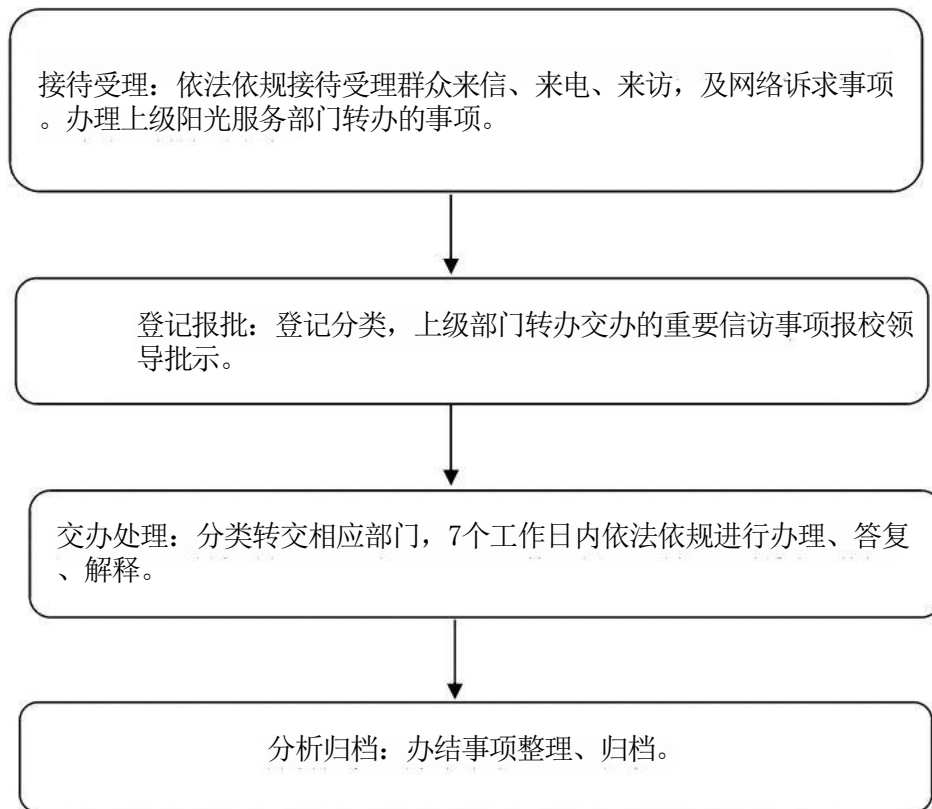 接待受理：依法依规接待受理群众来信、来电、来访，及网络诉求事项
。办理上级阳光服务部门转办的事项。
登记报批：登记分类，上级部门转办交办的重要信访事项报校领
导批示。
交办处理：分类转交相应部门，7个工作日内依法依规进行办理、答复
、解释。
分析归档：办结事项整理、归档。